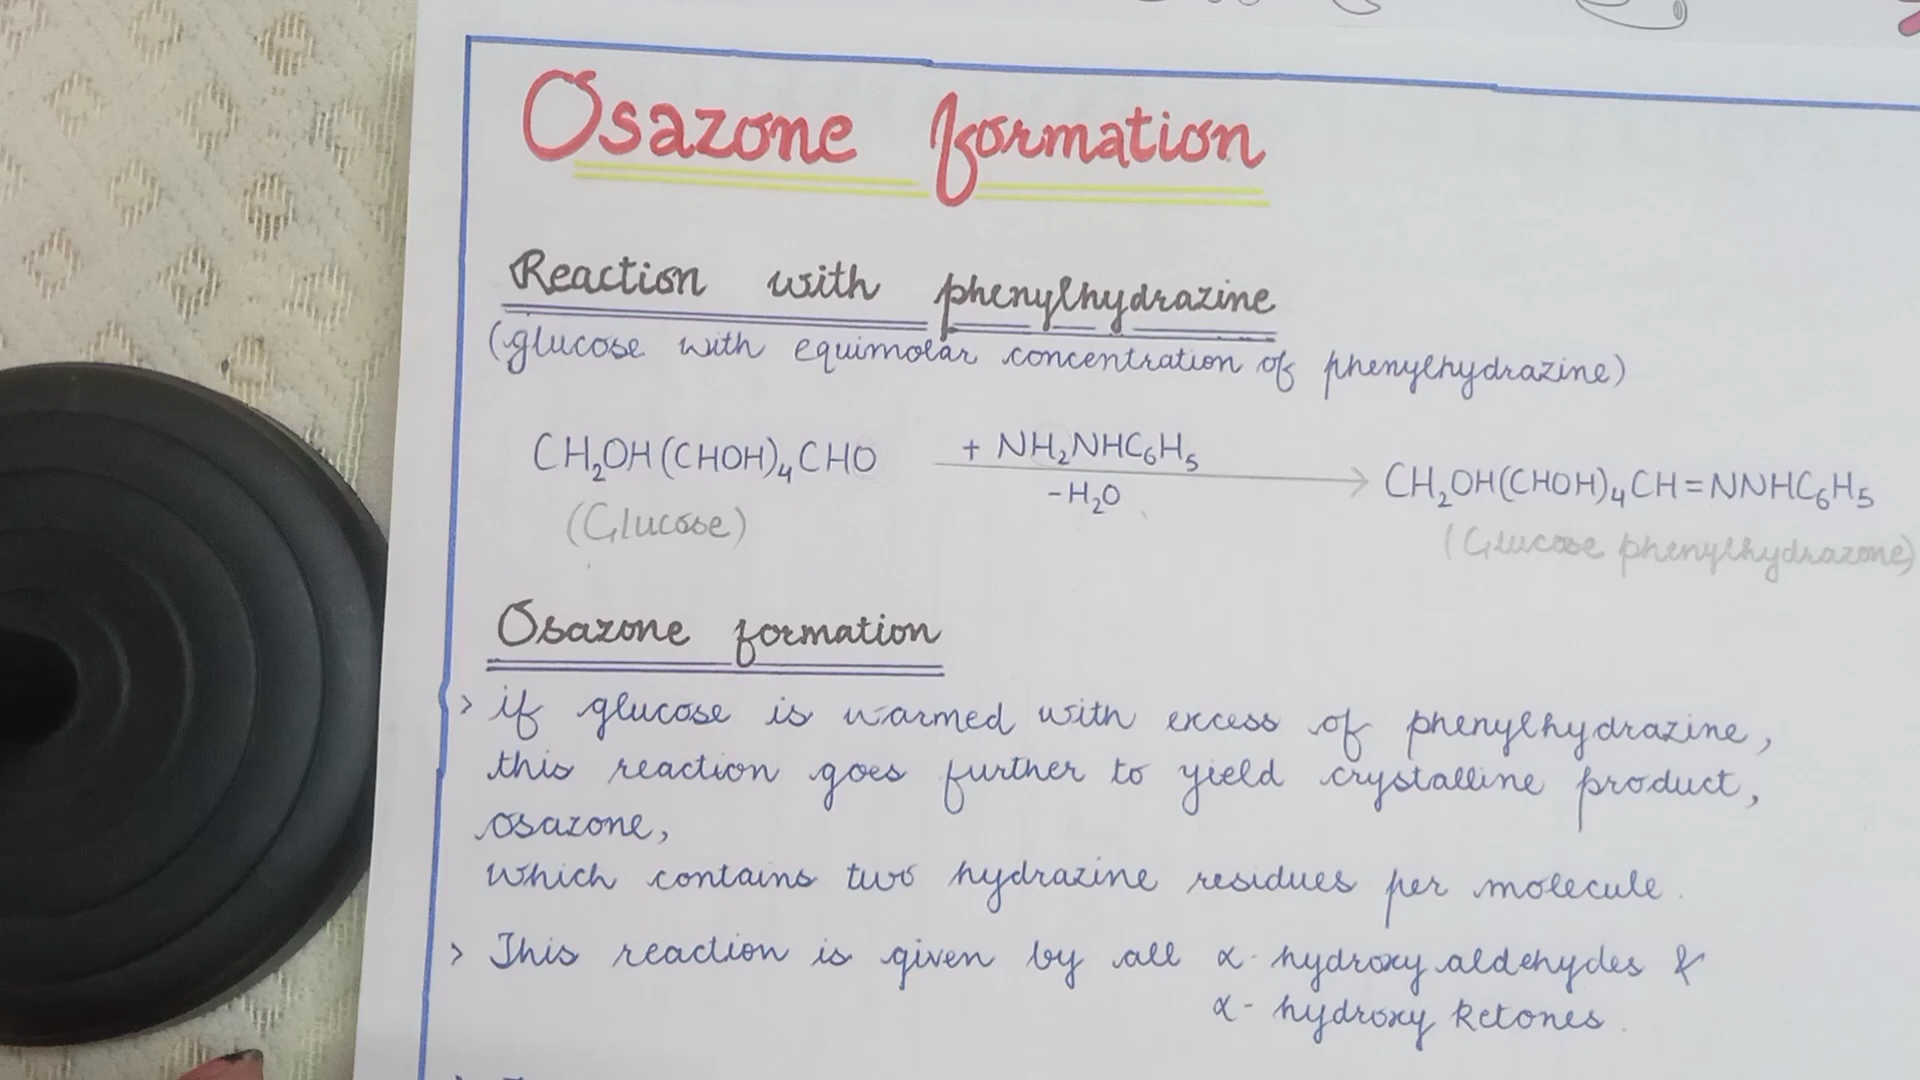 Osazone formation
Reaction with phenylhydrazine
(glucose with equimolar concentration of phenylhydrazine)
CH₂OH(CHOH)₄CHO + NH₂NHC₆H₅ → CH₂OH(CHOH)₄CH=NNHC₆H₅
-H₂O
(Glucose) (Glucose phenylhydrazone)
Osazone formation
> if glucose is warmed with excess of phenylhydrazine,
this reaction goes further to yield crystalline product,
osazone,
which contains two hydrazine residues per molecule.
> This reaction is given by all α-hydroxy aldehydes &
α-hydroxy ketones.